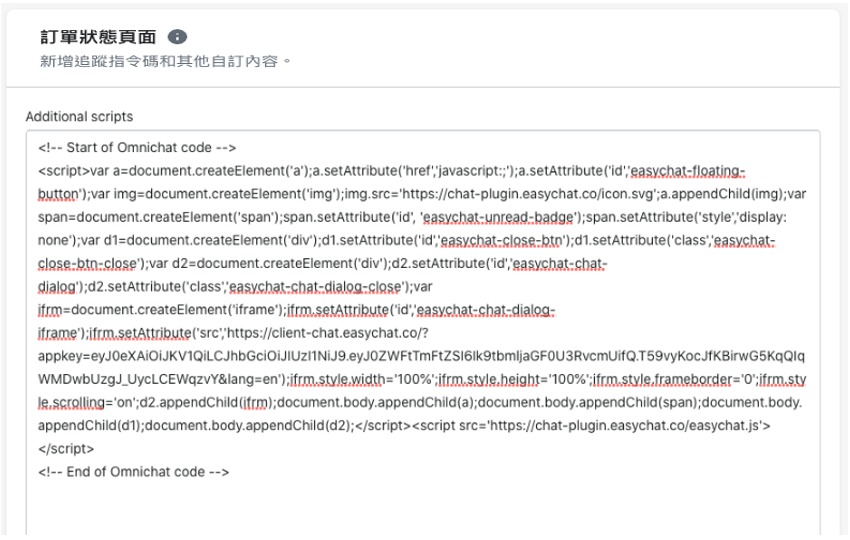 訂單狀態頁面
新增追蹤指令碼和其他自訂內容。
Additional scripts
<!-- Start of Omnichat code -->
<script>var a=document.createElement('a');a.setAttribute('href','javascript:;');a.setAttribute('id','easychat-floating-
button');var img=document.createElement('img');img.src='https://chat-plugin.easychat.co/icon.svg';a.appendChild(img);var
span=document.createElement('span');span.setAttribute('id', 'easychat-unread-badge');span.setAttribute('style','display:
none');var d1=document.createElement('div');d1.setAttribute('id','easychat-close-btn');d1.setAttribute('class','easychat-
close-btn-close');var d2=document.createElement('div');d2.setAttribute('id','easychat-chat-
dialog');d2.setAttribute('class','easychat-chat-dialog-close');var
ifrm=document.createElement('iframe');ifrm.setAttribute('id','easychat-chat-dialog-
iframe');ifrm.setAttribute('src','https://client-chat.easychat.co/?
appkey=eyJ0eXAiOiJKV1QiLCJhbGciOiJIUzI1NiJ9.eyJ0ZWFtTmFtZSI6Ik9tbmljaGF0U3RvcmUifQ.T59vyKocJfKBirwG5KqQIq
WMDwbUzgJ_UycLCEWqzvY&lang=en');ifrm.style.width='100%';ifrm.style.height='100%';ifrm.style.frameborder='0';ifrm.sty
le.scrolling='on';d2.appendChild(ifrm);document.body.appendChild(a);document.body.appendChild(span);document.body.
appendChild(d1);document.body.appendChild(d2);</script><script src='https://chat-plugin.easychat.co/easychat.js'>
</script>
<!-- End of Omnichat code -->